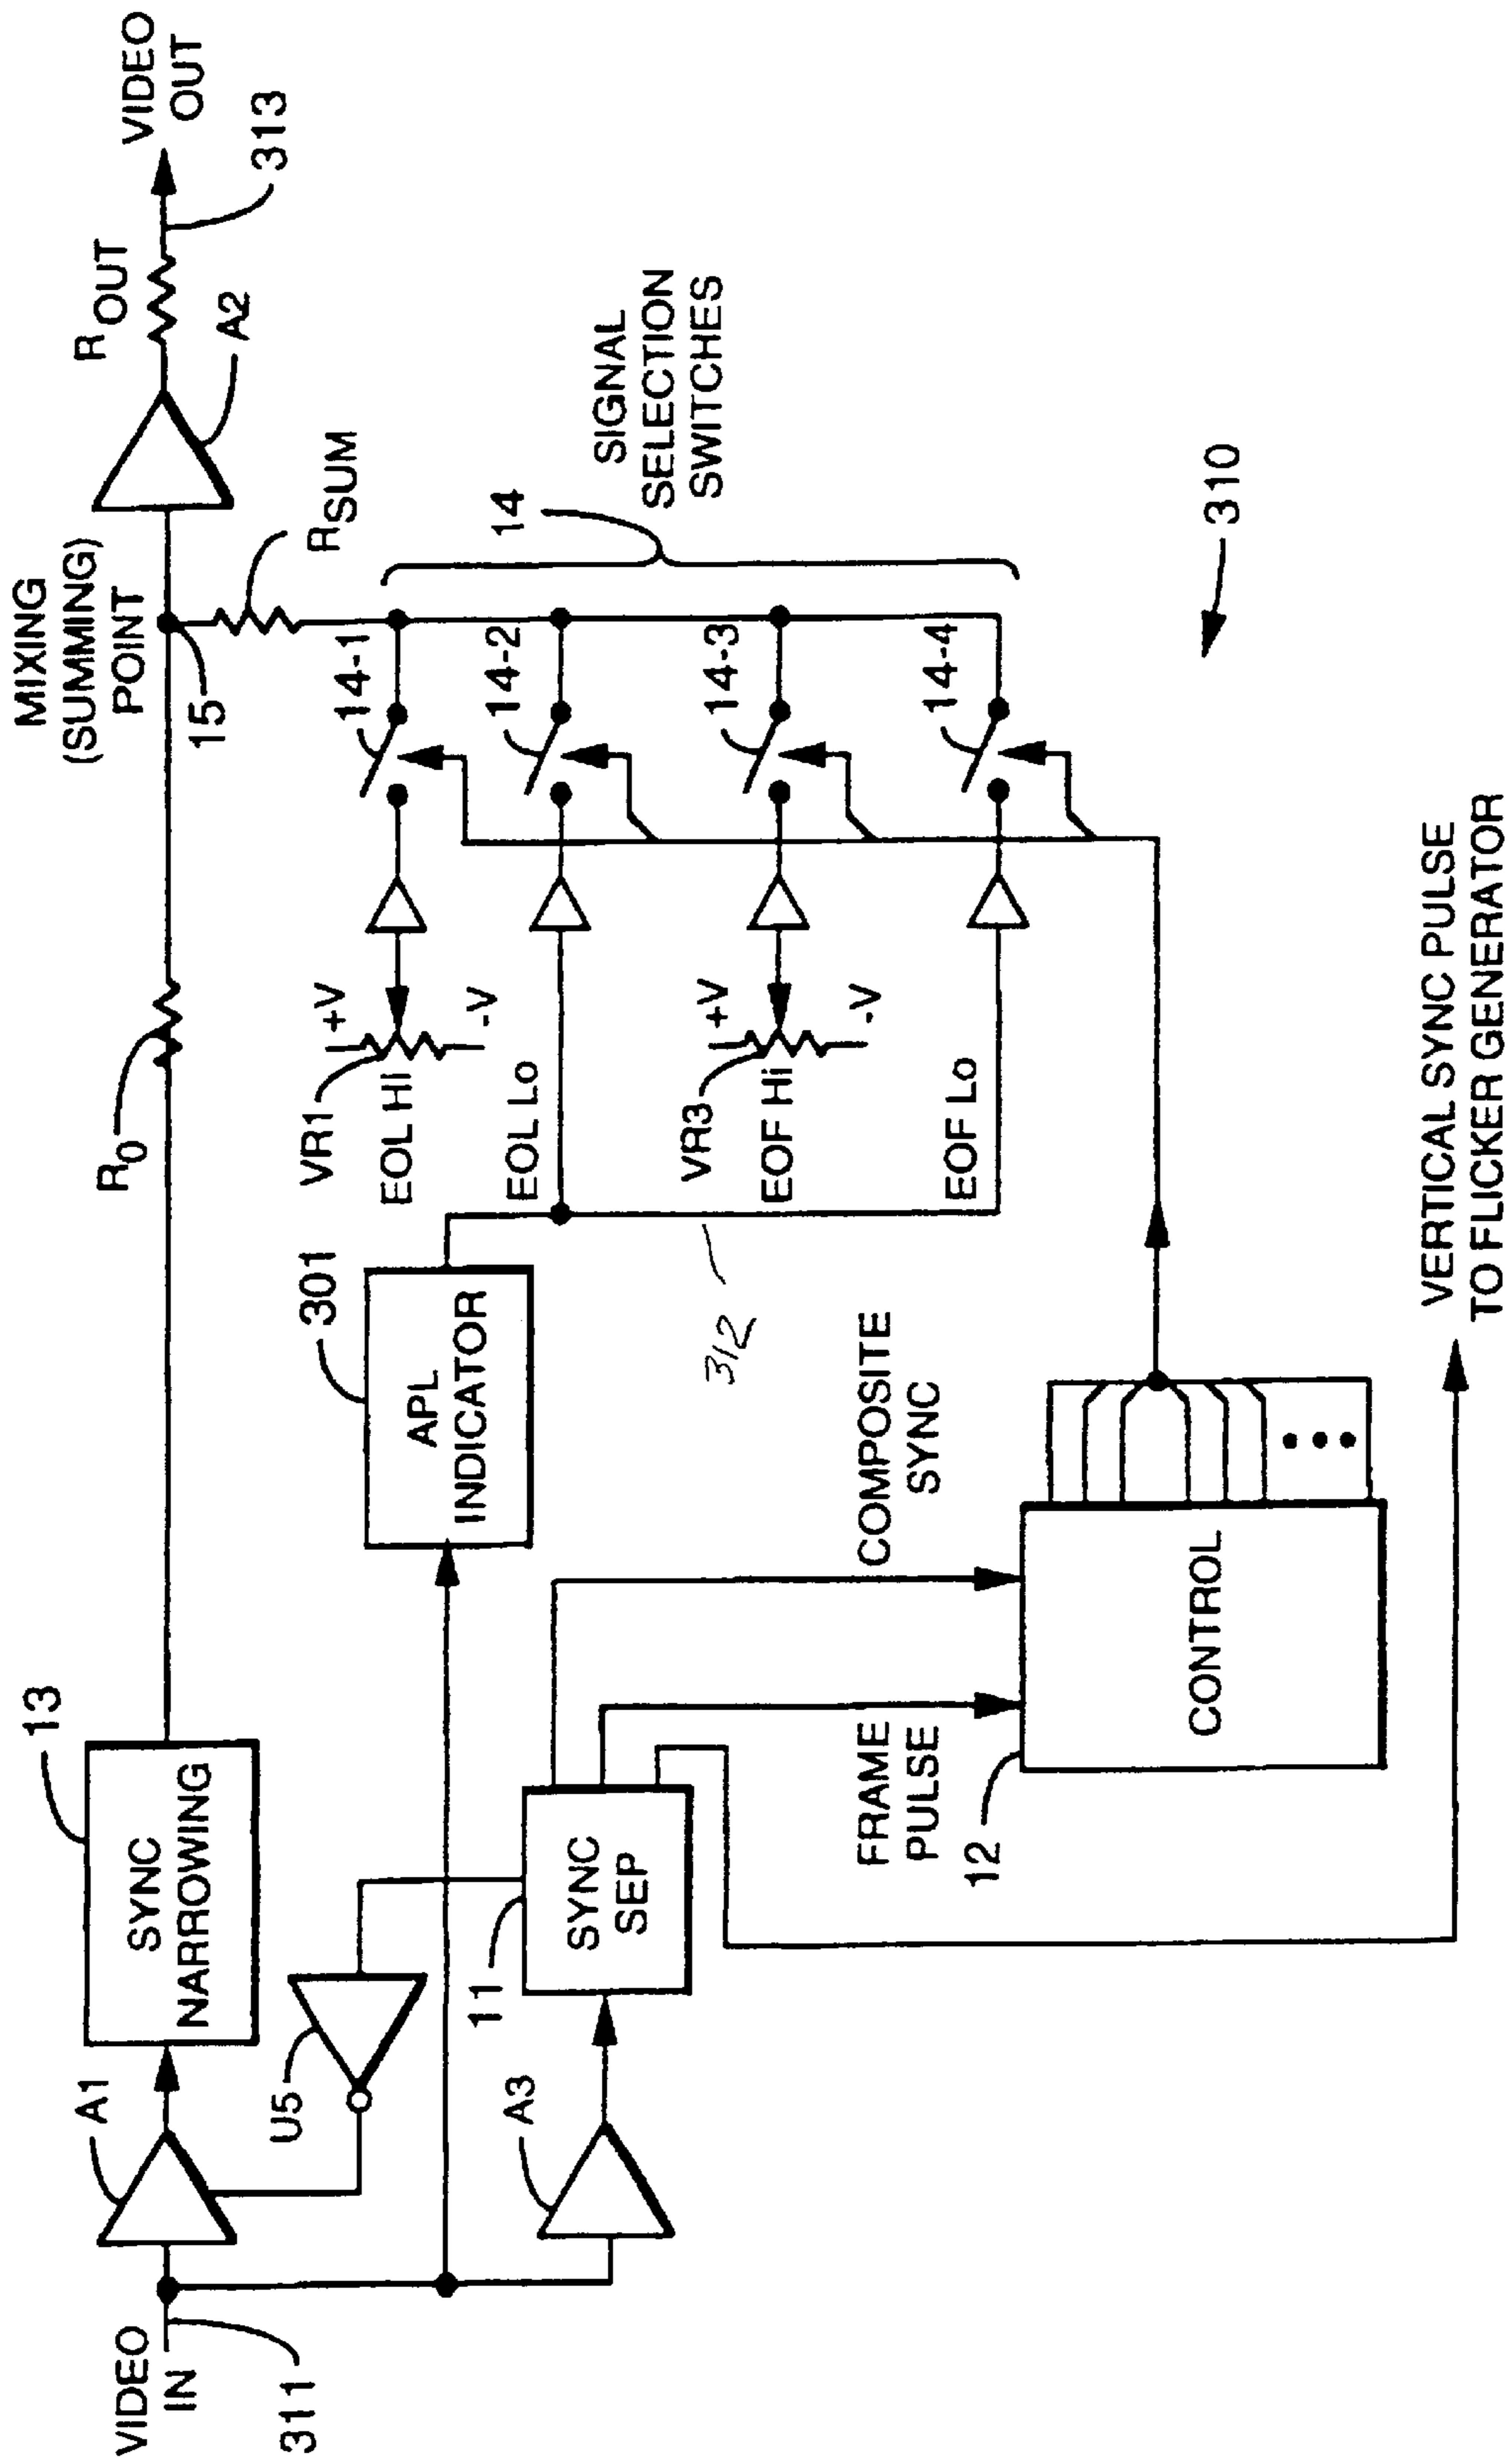 VIDEO
IN
311
A1
SYNC
NARROWING
13
R0
MIXING
(SUMMING)
POINT
15
RSUM
A2
ROUT
VIDEO
OUT
313
U5
APL
INDICATOR
301
312
VR1
+V
-V
EOL Hi
EOL Lo
VR3
+V
-V
EOF Hi
EOF Lo
14-1
14-2
14-3
14-4
14
SIGNAL
SELECTION
SWITCHES
A3
11
SYNC
SEP
FRAME
PULSE
COMPOSITE
SYNC
12
CONTROL
310
VERTICAL SYNC PULSE
TO FLICKER GENERATOR